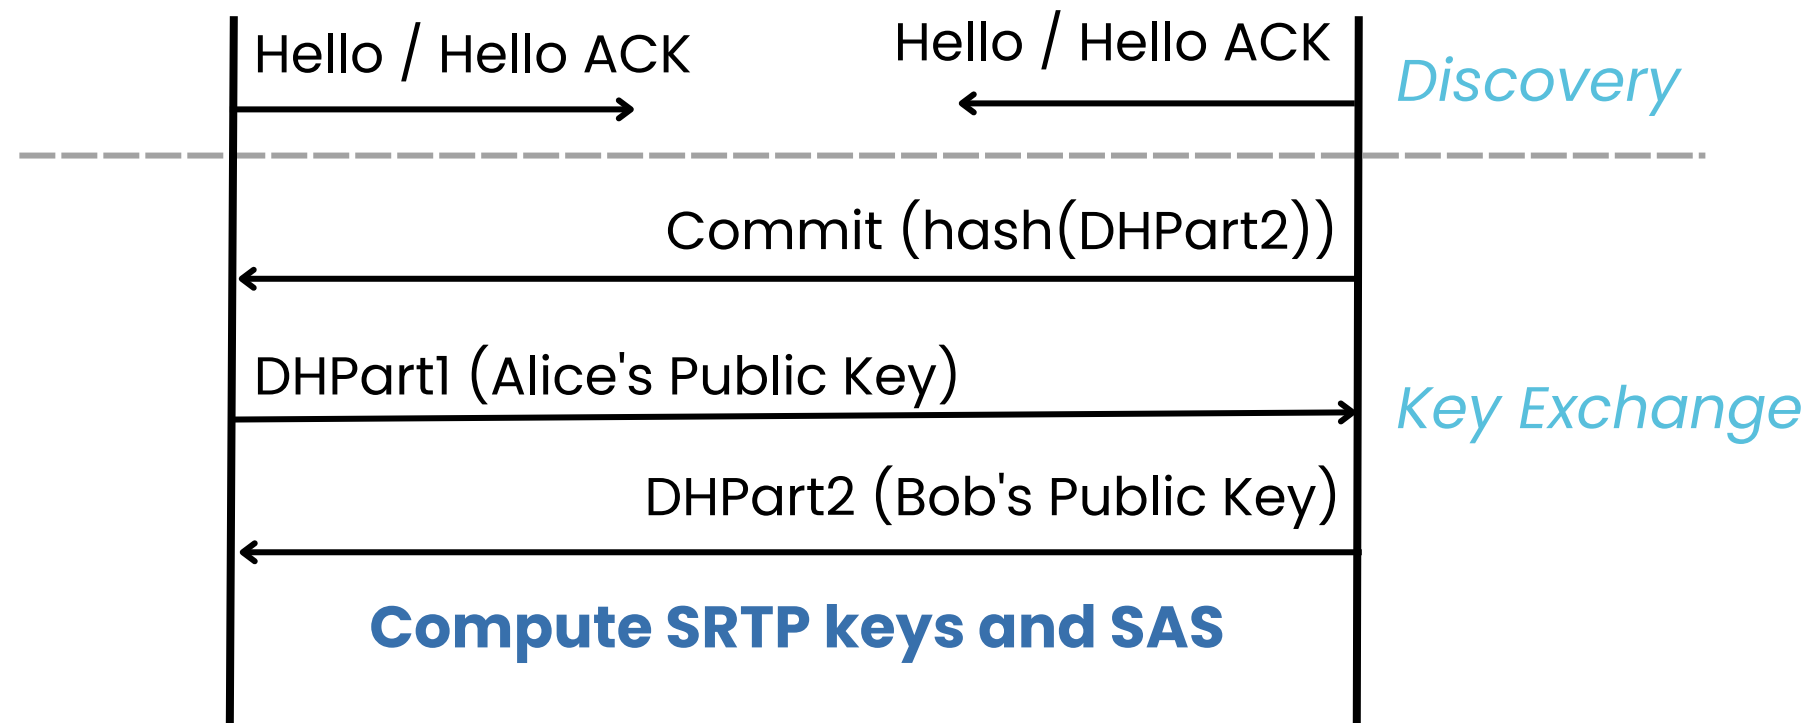 Hello / Hello ACK
Hello / Hello ACK
Discovery
Commit (hash(DHPart2))
DHPart1 (Alice's Public Key)
Key Exchange
DHPart2 (Bob's Public Key)
Compute SRTP keys and SAS